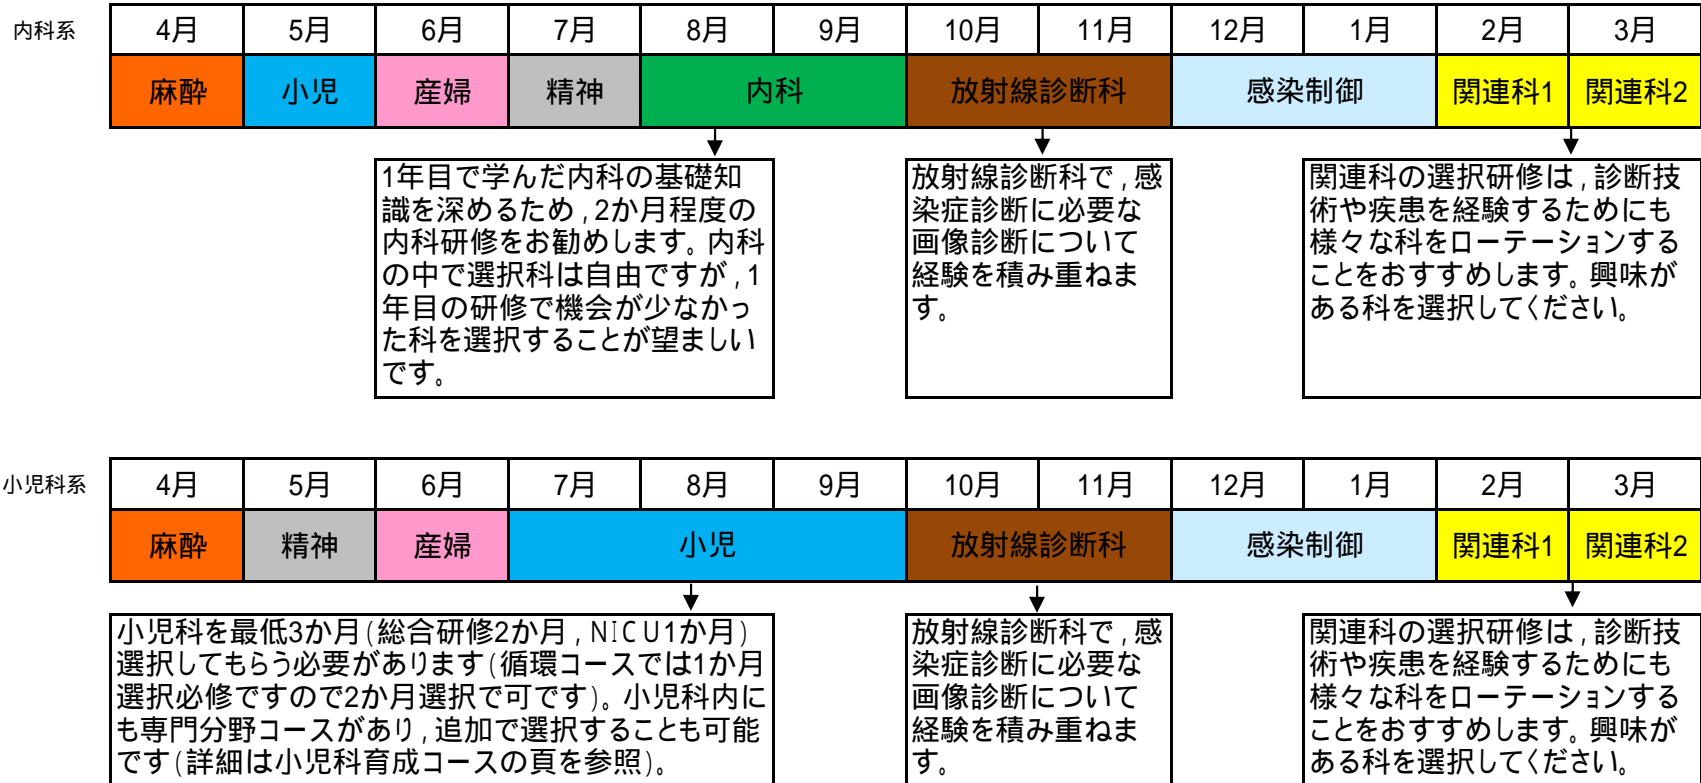 内科系 4月 5月 6月 7月 8月 9月 10月 11月 12月 1月 2月 3月
麻酔 小児 産婦 精神 内科 放射線診断科 感染制御 関連科1 関連科2
1年目で学んだ内科の基礎知
識を深めるため,2か月程度の
内科研修をお勧めします。内科
の中で選択科は自由ですが,1
年目の研修で機会が少なかっ
た科を選択することが望ましい
です。
放射線診断科で,感
染症診断に必要な
画像診断について
経験を積み重ねま
す。
関連科の選択研修は,診断技
術や疾患を経験するためにも
様々な科をローテーションする
ことをおすすめします。興味が
ある科を選択してください。
小児科系 4月 5月 6月 7月 8月 9月 10月 11月 12月 1月 2月 3月
麻酔 精神 産婦 小児 放射線診断科 感染制御 関連科1 関連科2
小児科を最低3か月(総合研修2か月,NICU1か月)
選択してもらう必要があります(循環コースでは1か月
選択必修ですので2か月選択で可です)。小児科内に
も専門分野コースがあり,追加で選択することも可能
です(詳細は小児科育成コースの頁を参照)。
放射線診断科で,感
染症診断に必要な
画像診断について
経験を積み重ねま
す。
関連科の選択研修は,診断技
術や疾患を経験するためにも
様々な科をローテーションする
ことをおすすめします。興味が
ある科を選択してください。